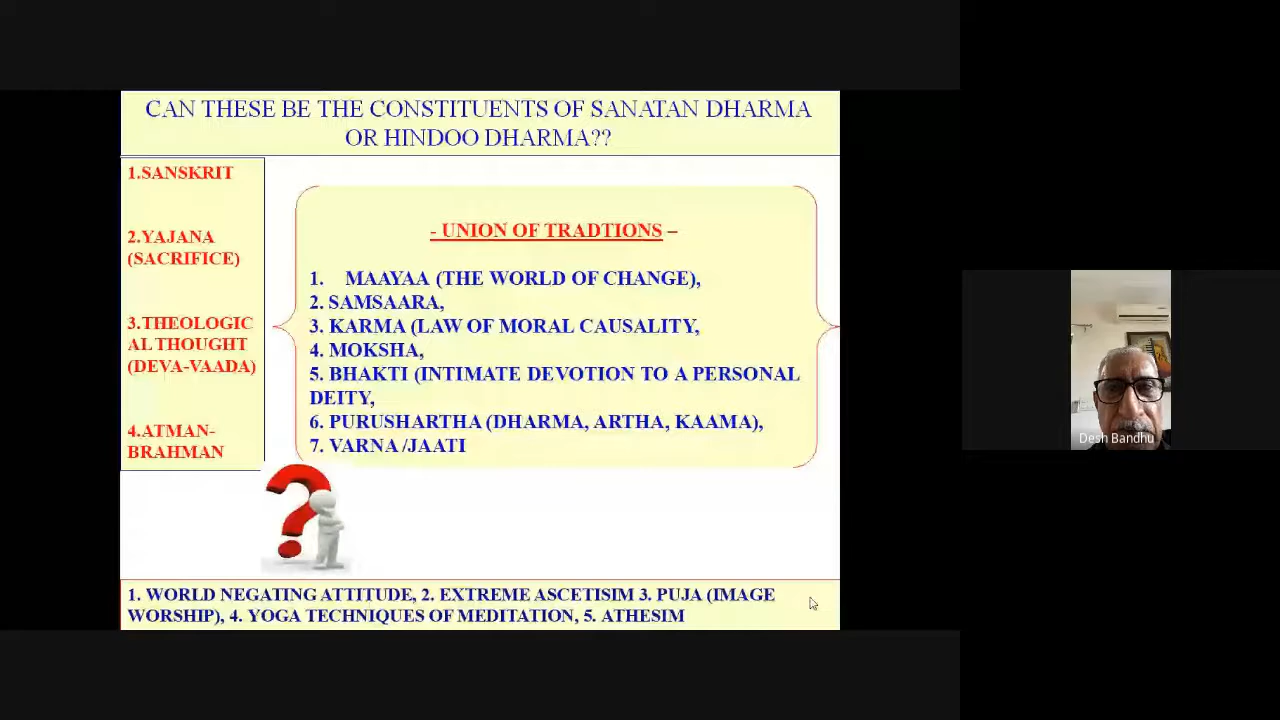 CAN THESE BE THE CONSTITUENTS OF SANATAN DHARMA
OR HINDOO DHARMA??
1.SANSKRIT
2.YAJANA
(SACRIFICE)
3.THEOLOGIC
AL THOUGHT
(DEVA-VAADA)
4.ATMAN-
BRAHMAN
- UNION OF TRADTIONS –
1. MAAYAA (THE WORLD OF CHANGE),
2. SAMSAARA,
3. KARMA (LAW OF MORAL CAUSALITY,
4. MOKSHA,
5. BHAKTI (INTIMATE DEVOTION TO A PERSONAL
DEITY,
6. PURUSHARTHA (DHARMA, ARTHA, KAAMA),
7. VARNA /JAATI
1. WORLD NEGATING ATTITUDE, 2. EXTREME ASCETISIM 3. PUJA (IMAGE
WORSHIP), 4. YOGA TECHNIQUES OF MEDITATION, 5. ATHESIM
Desh Bandhu